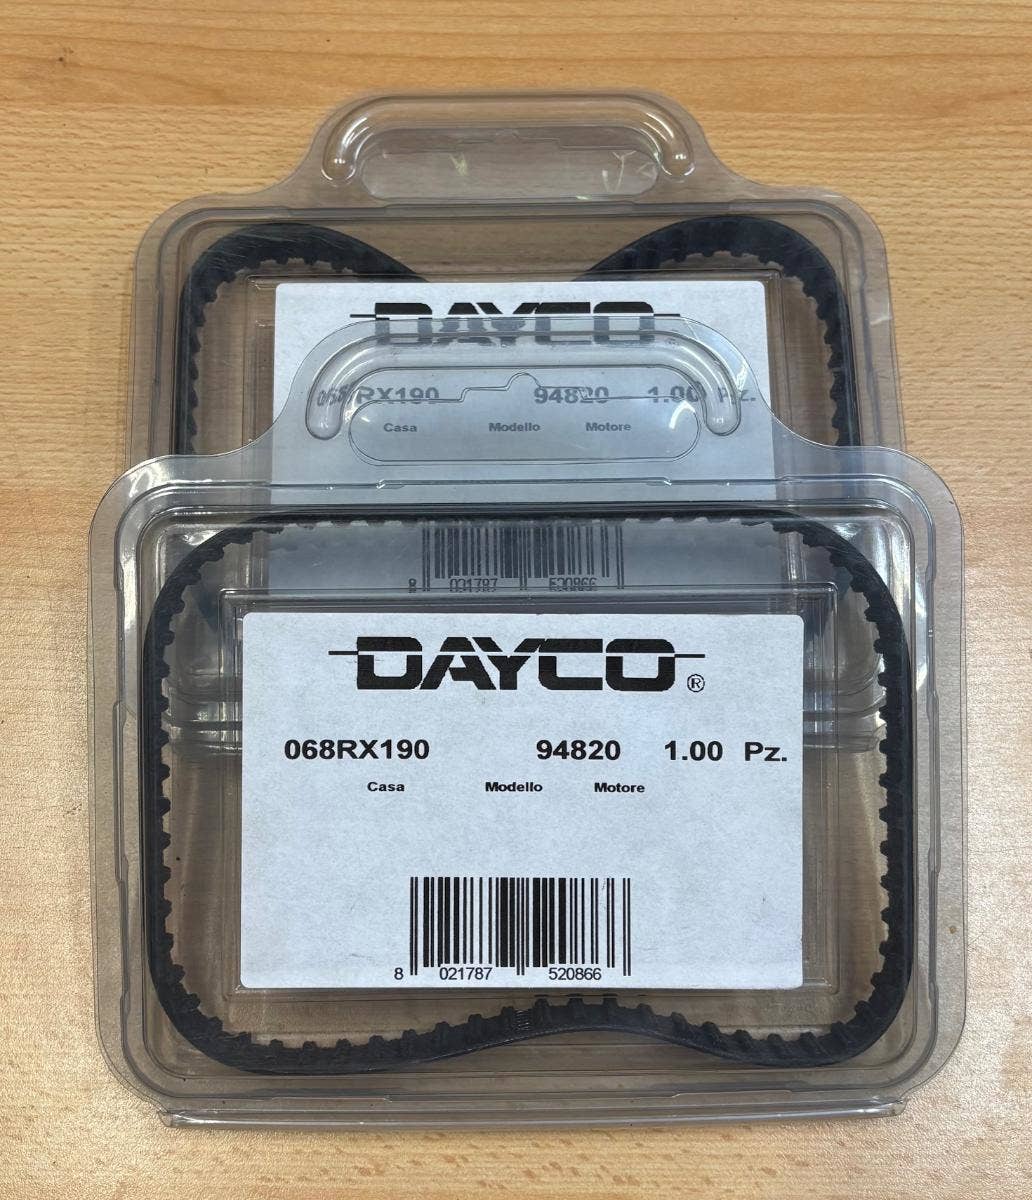 DAYCO
068RX190 94820 1.00 Pz.
Casa Modello Motore
8 021787 520866
DAYCO ®
068RX190 94820 1.00 Pz.
Casa Modello Motore
8 021787 520866